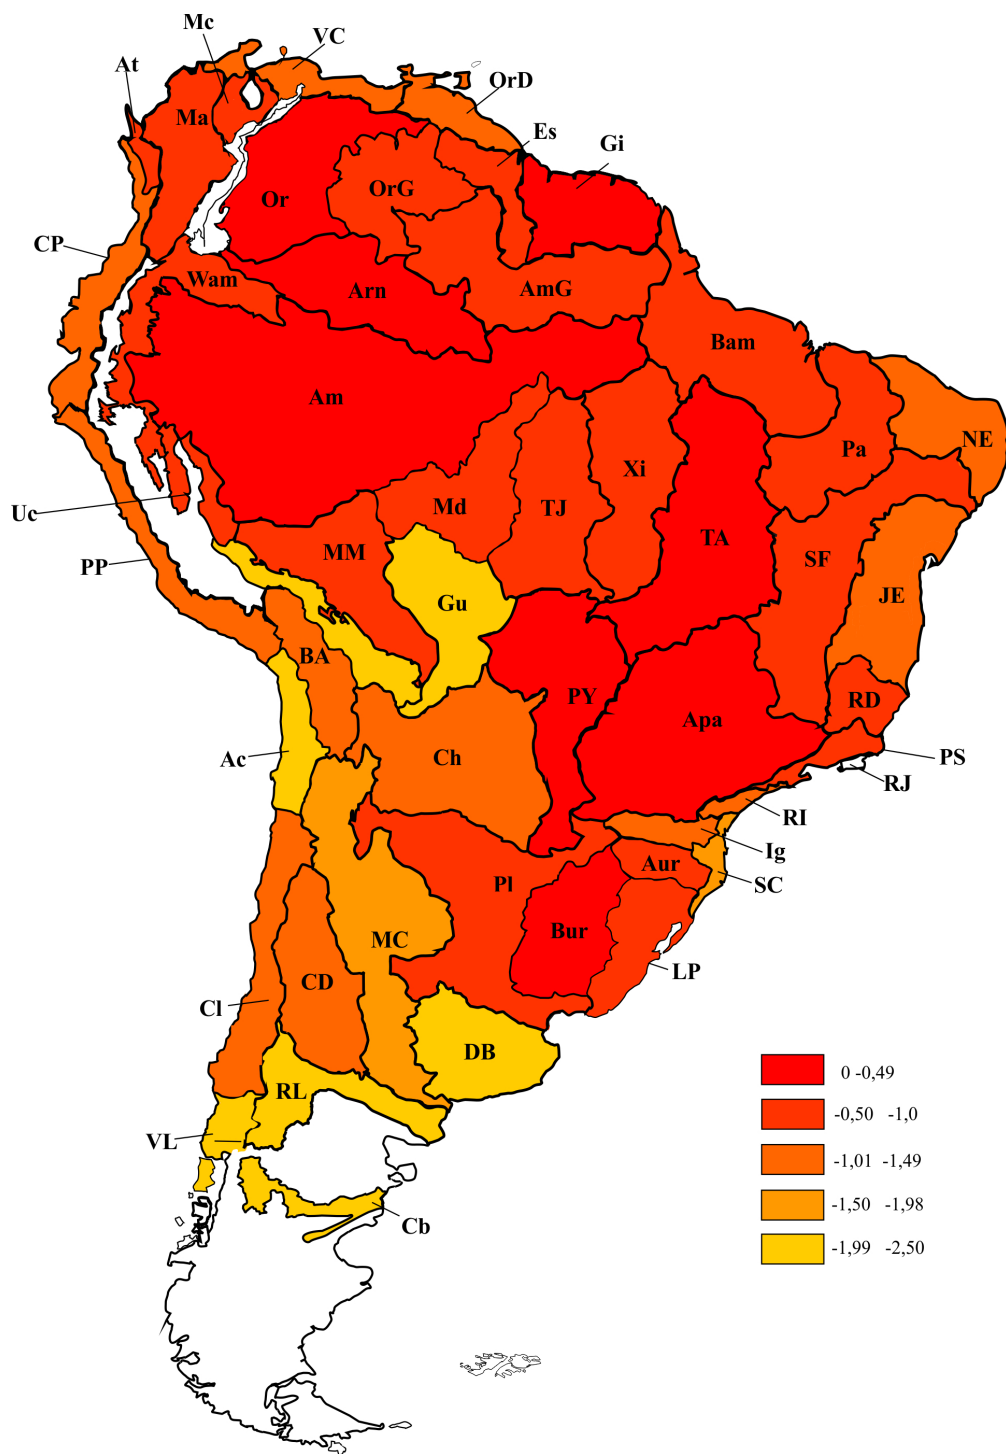 Mc
VC
At
OrD
Ma
Es
Gi
OrG
Or
CP
Wam
Arn
AmG
Bam
Am
NE
Pa
Xi
Md
TJ
Uc
TA
MM
SF
PP
JE
Gu
BA
RD
PY
Apa
Ac
Ch
PS
RJ
RI
Ig
Aur
SC
Pl
Bur
MC
LP
CD
Cl
DB
RL
VL
Cb
0 -0,49
-0,50 -1,0
-1,01 -1,49
-1,50 -1,98
-1,99 -2,50